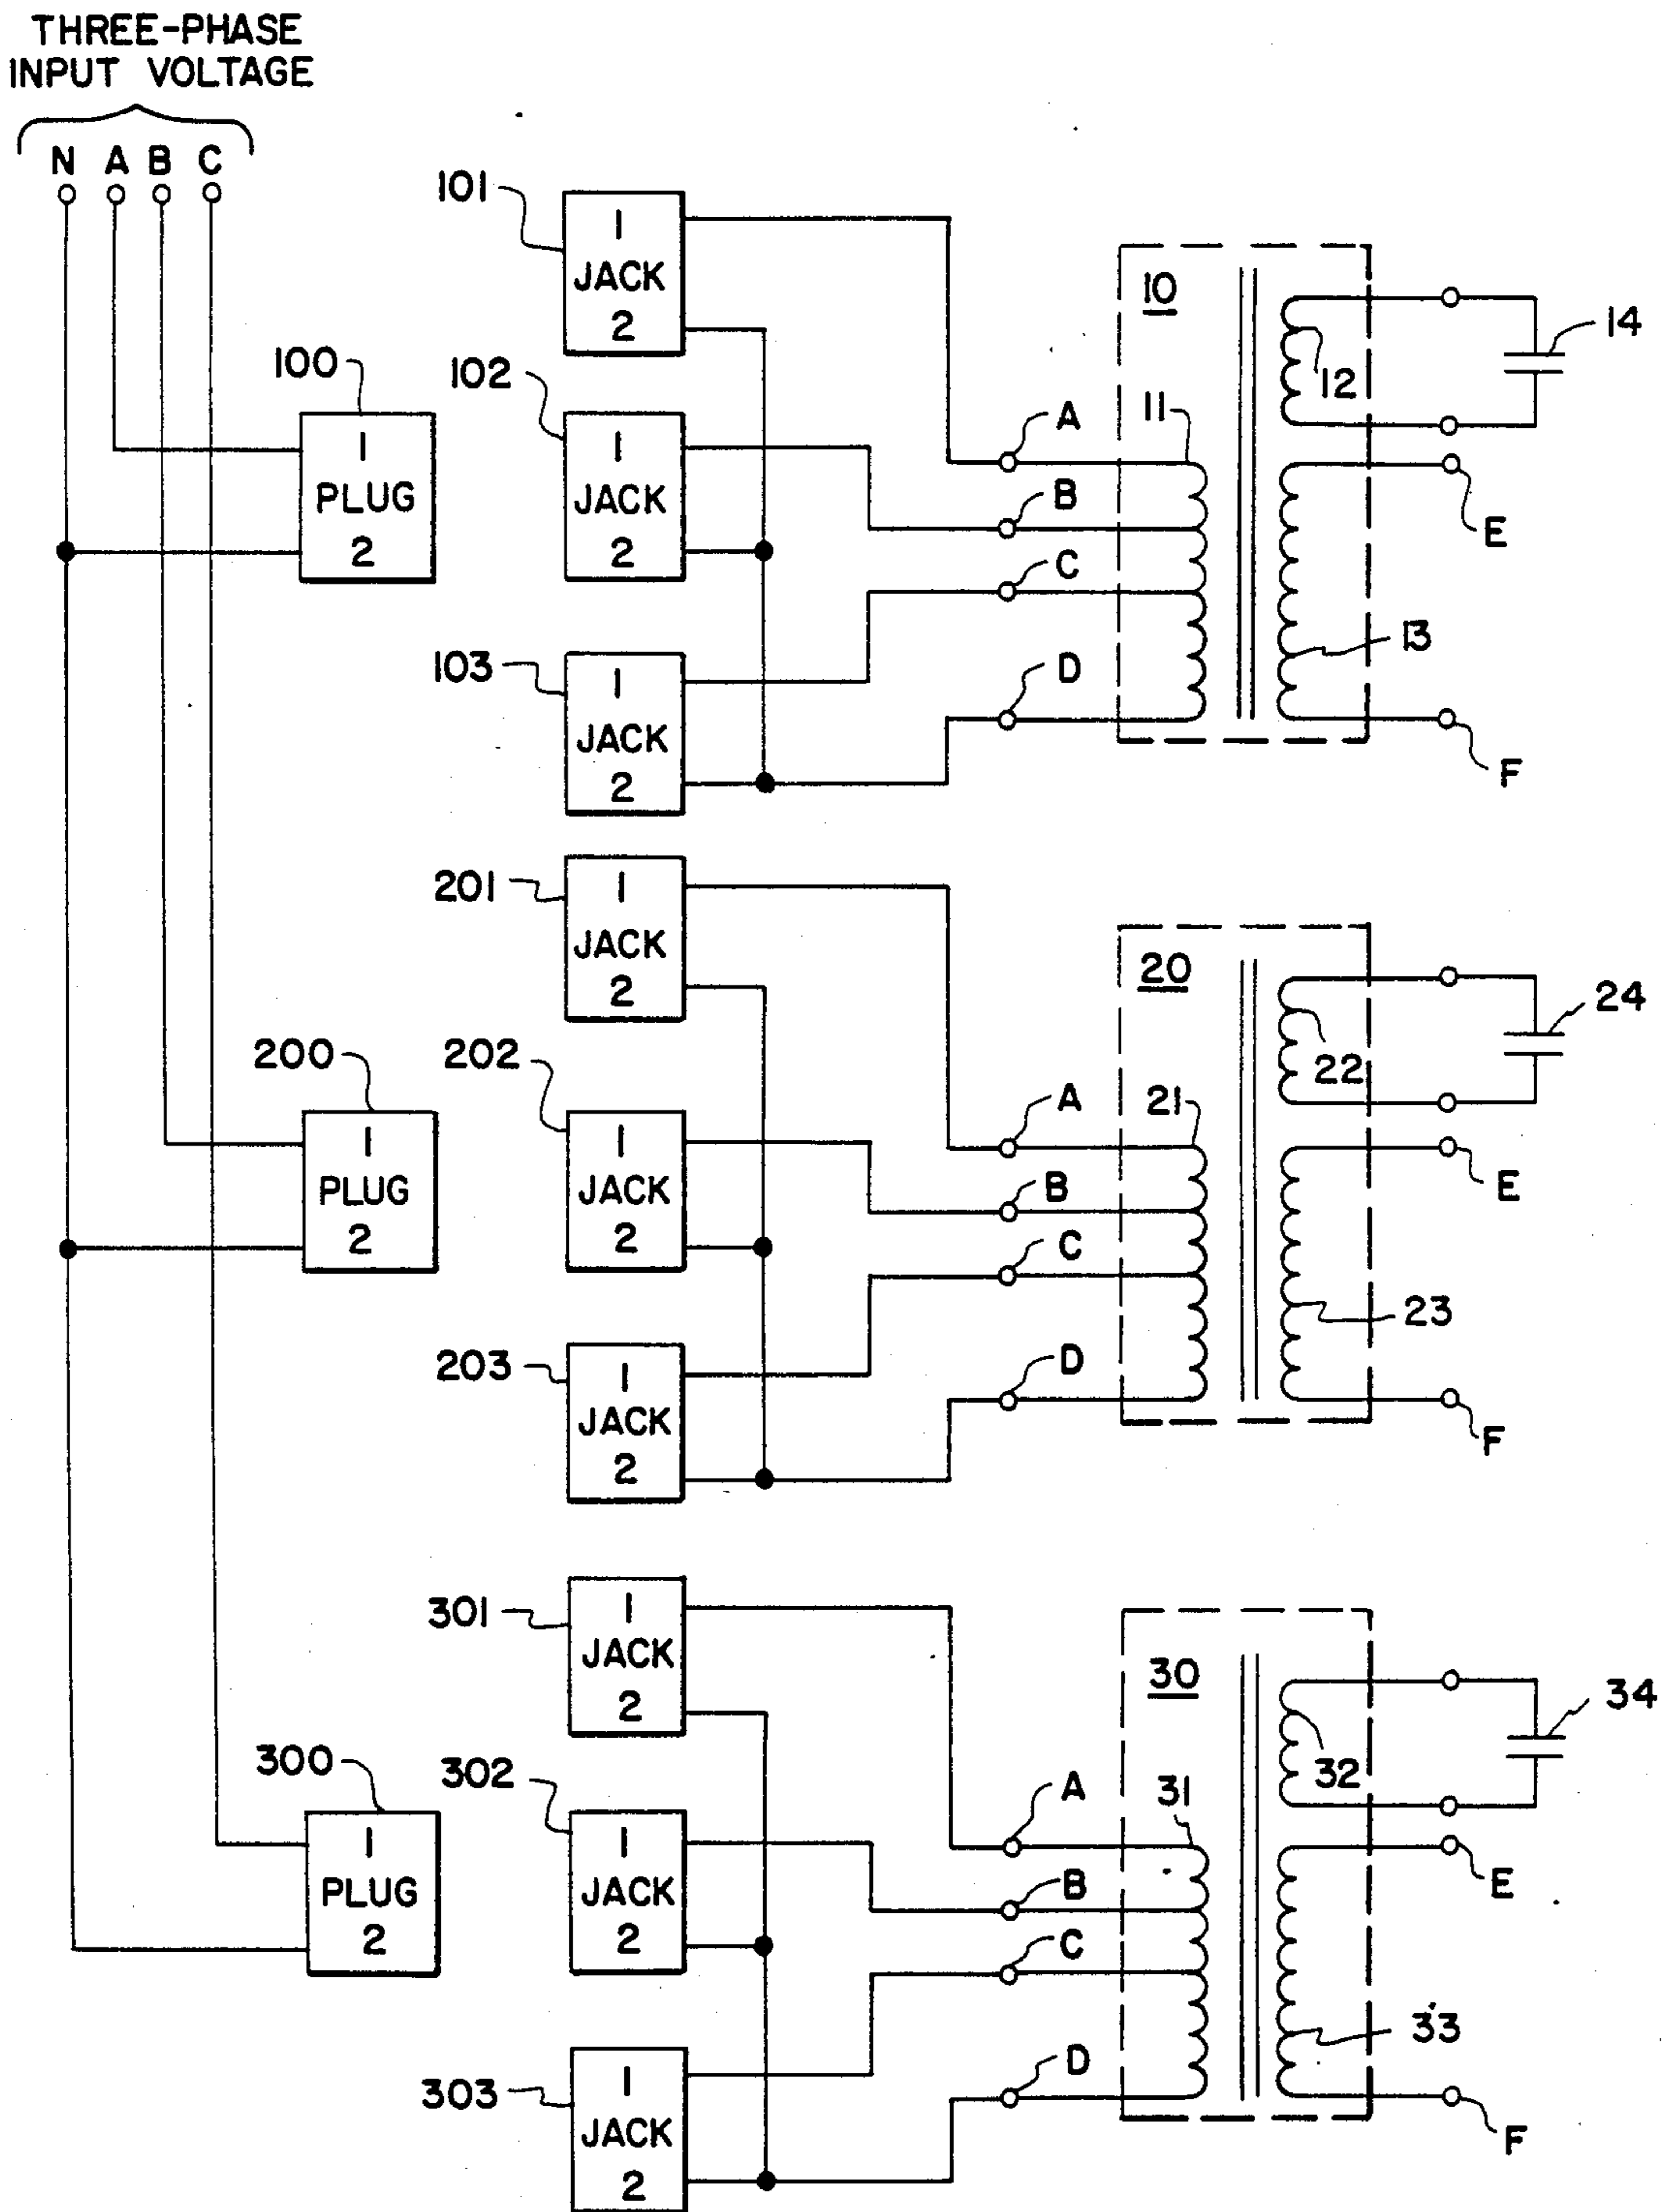 THREE-PHASE
INPUT VOLTAGE
N A B C
101
1
JACK
2
10
14
12
100
1
PLUG
2
102
1
JACK
2
A
11
B
E
C
103
1
JACK
2
D
13
F
201
1
JACK
2
20
24
22
200
1
PLUG
2
202
1
JACK
2
A
21
B
E
C
23
203
1
JACK
2
D
F
301
1
JACK
2
30
34
32
300
1
PLUG
2
302
1
JACK
2
A
31
B
E
C
33
303
1
JACK
2
D
F